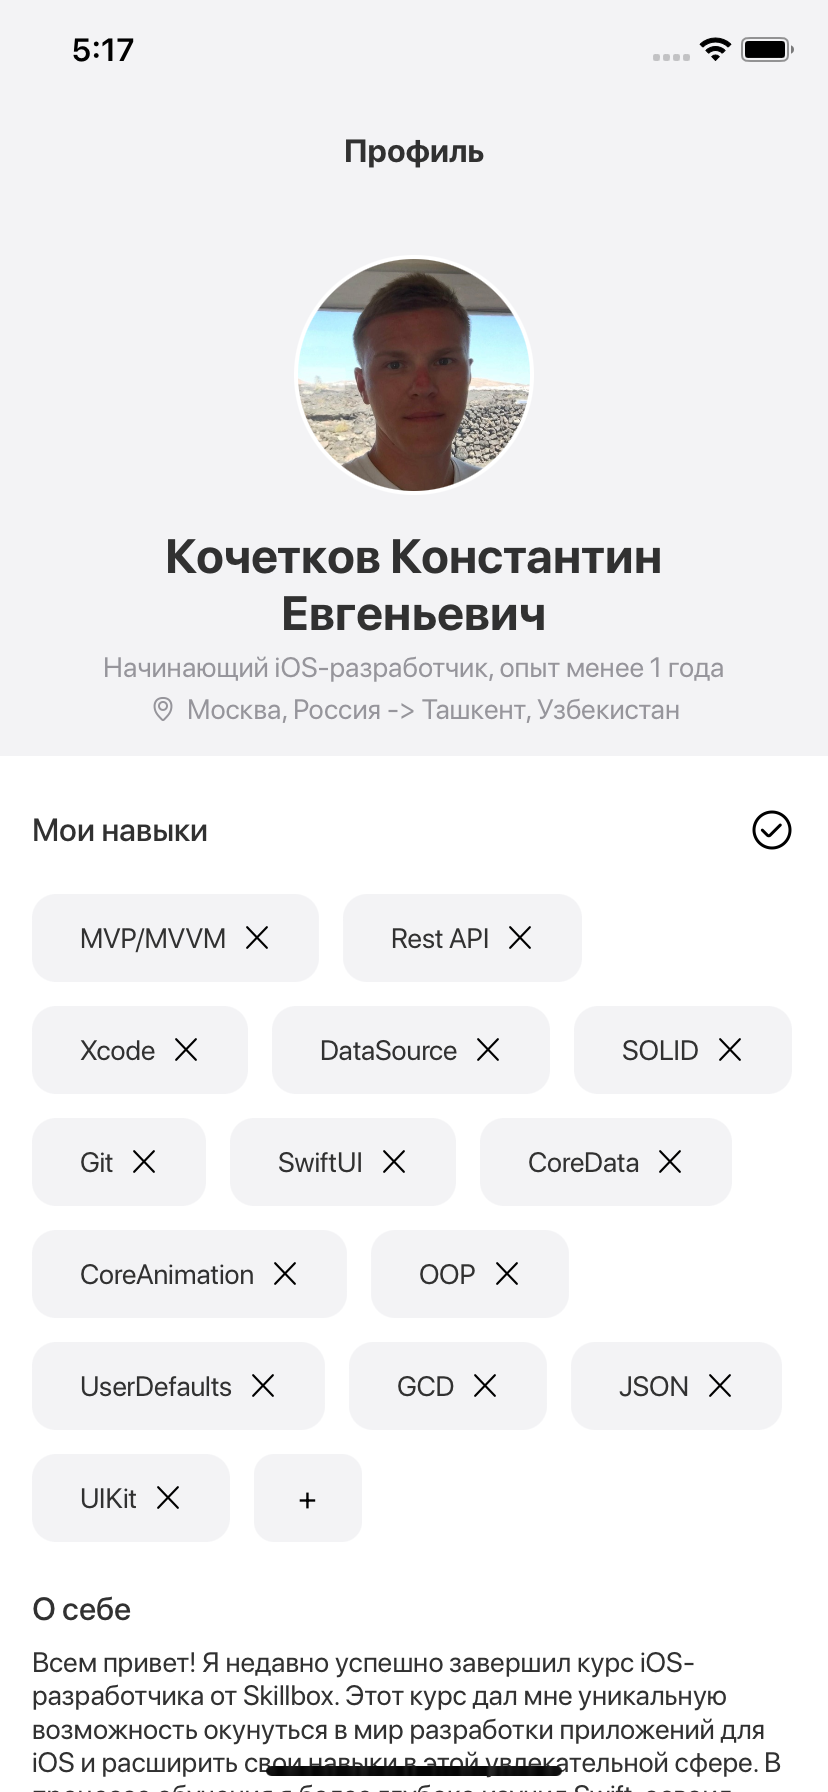 5:17
Профиль
Кочетков Константин
Евгеньевич
Начинающий iOS-разработчик, опыт менее 1 года
Москва, Россия -> Ташкент, Узбекистан
Мои навыки
MVP/MVVM
Rest API
Xcode
DataSource
SOLID
Git
SwiftUI
CoreData
CoreAnimation
OOP
UserDefaults
GCD
JSON
UIKit
+
О себе
Всем привет! Я недавно успешно завершил курс iOS-
разработчика от Skillbox. Этот курс дал мне уникальную
возможность окунуться в мир разработки приложений для
iOS и расширить свои навыки в этой увлекательной сфере. В